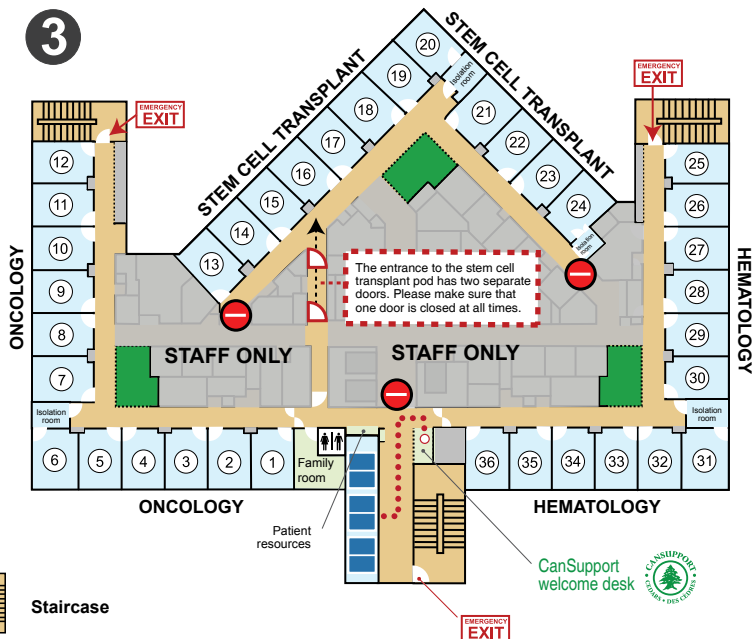 3
STEM CELL TRANSPLANT
STEM CELL TRANSPLANT
EMERGENCY
EXIT
EMERGENCY
EXIT
20
19
18
17
16
15
14
13
Isolation
room
21
22
23
24
Isolation
room
12
11
10
9
8
7
Isolation
room
ONCOLOGY
25
26
27
28
29
30
Isolation
room
HEMATOLOGY
The entrance to the stem cell
transplant pod has two separate
doors. Please make sure that
one door is closed at all times.
STAFF ONLY
STAFF ONLY
6
5
4
3
2
1
Family
room
36
35
34
33
32
31
ONCOLOGY
HEMATOLOGY
Patient
resources
CanSupport
welcome desk
CANSUPPORT
CEDARS • DES CÈDRES
Staircase
EMERGENCY
EXIT